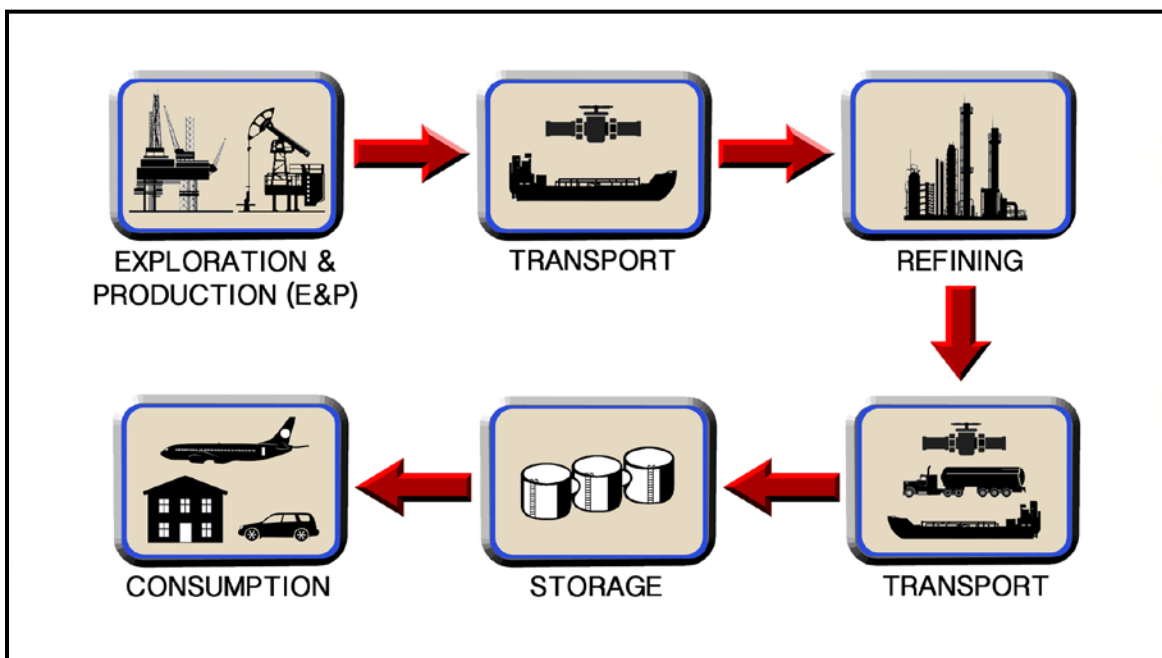 EXPLORATION &
PRODUCTION (E&P)
TRANSPORT
REFINING
CONSUMPTION
STORAGE
TRANSPORT